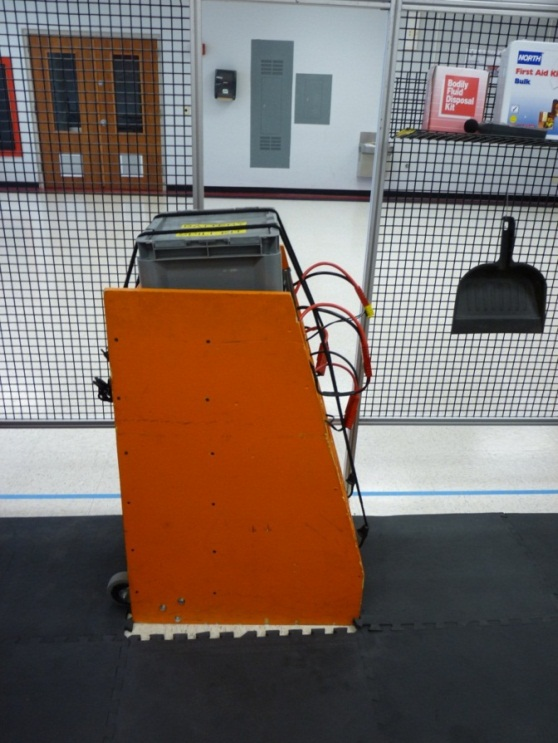 Bodily
Fluid
Disposal
Kit
NORTH
First Aid Ki
Bulk